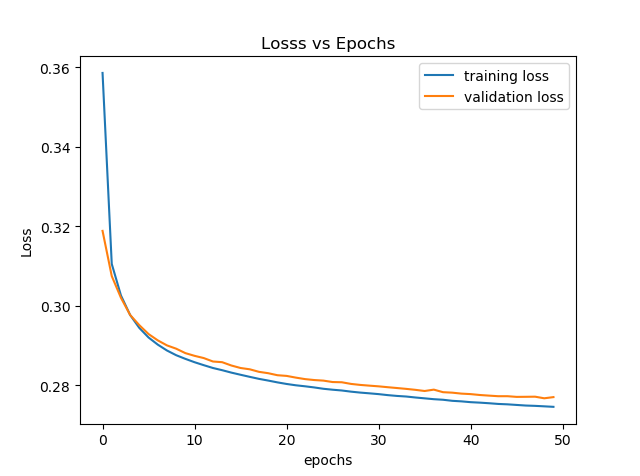 Losss vs Epochs
training loss
validation loss
0.36
0.34
0.32
0.30
0.28
Loss
0
10
20
30
40
50
epochs